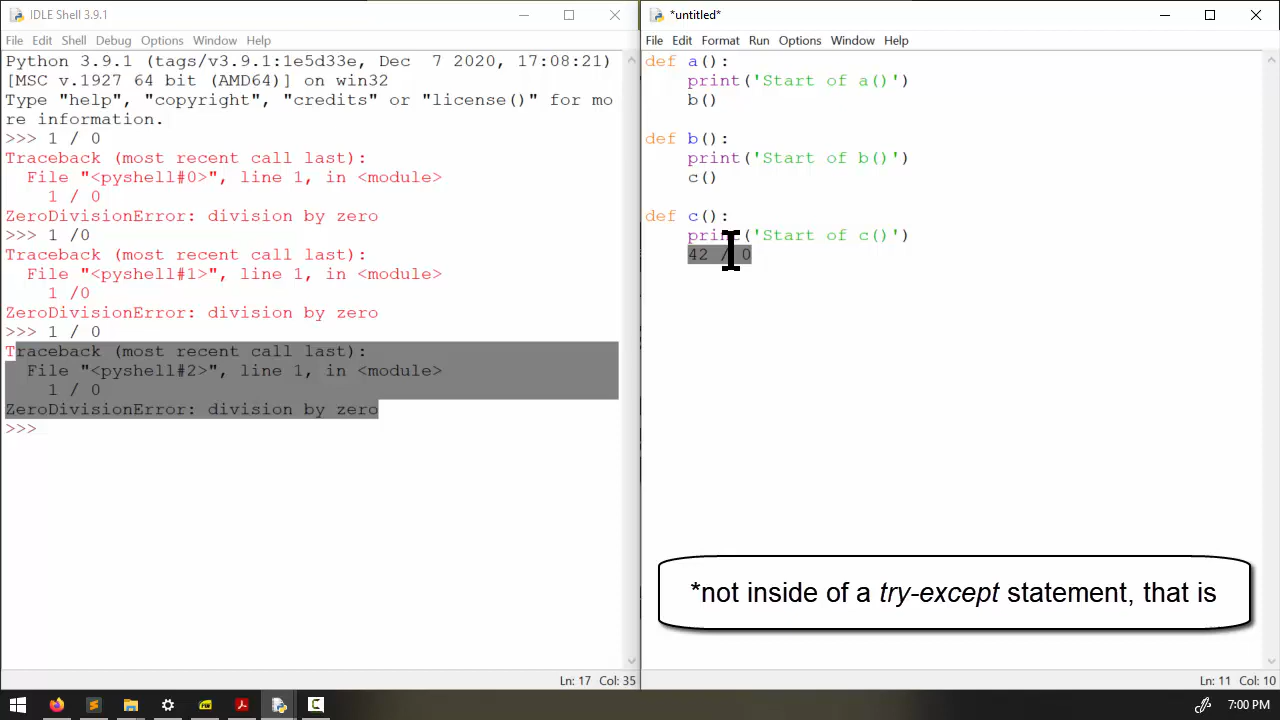 IDLE Shell 3.9.1
File Edit Shell Debug Options Window Help
Python 3.9.1 (tags/v3.9.1:1e5d33e, Dec  7 2020, 17:08:21)
[MSC v.1927 64 bit (AMD64)] on win32
Type "help", "copyright", "credits" or "license()" for mo
re information.
>>> 1 / 0
Traceback (most recent call last):
  File "<pyshell#0>", line 1, in <module>
    1 / 0
ZeroDivisionError: division by zero
>>> 1 /0
Traceback (most recent call last):
  File "<pyshell#1>", line 1, in <module>
    1 /0
ZeroDivisionError: division by zero
>>> 1 / 0
Traceback (most recent call last):
  File "<pyshell#2>", line 1, in <module>
    1 / 0
ZeroDivisionError: division by zero
>>>
Ln: 17 Col: 35
*untitled*
File Edit Format Run Options Window Help
def a():
    print('Start of a()')
    b()
def b():
    print('Start of b()')
    c()
def c():
    print('Start of c()')
    42 / 0
*not inside of a try-except statement, that is
Ln: 11 Col: 10
7:00 PM